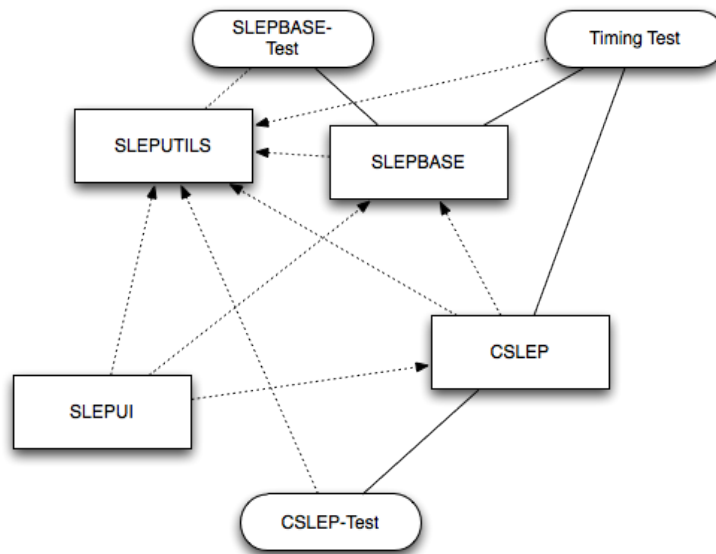 SLEPBASE-
Test
Timing Test
SLEPUTILS
SLEPBASE
CSLEP
SLEPUI
CSLEP-Test